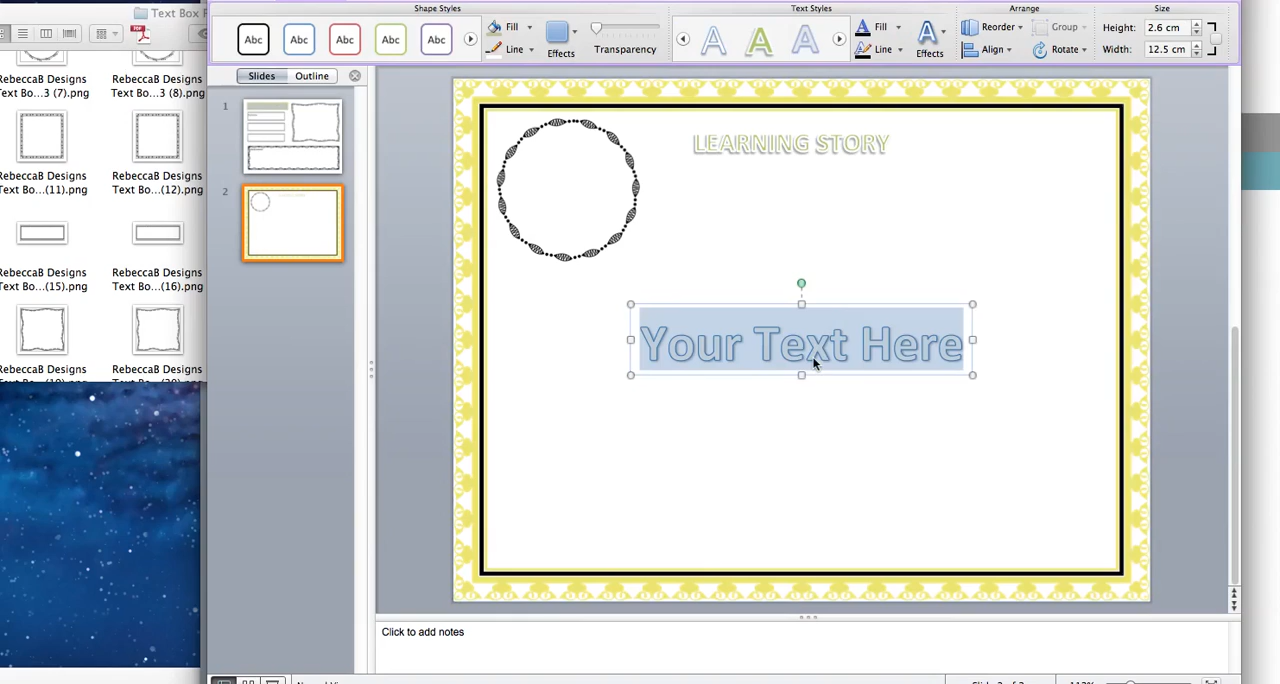 Text Box F
Shape Styles
Text Styles
Arrange
Size
Abc
Abc
Abc
Abc
Abc
Fill
Line
Effects
Transparency
Fill
Line
Effects
Reorder
Group
Align
Rotate
Height: 2.6 cm
Width: 12.5 cm
Slides
Outline
RebeccaB Designs
Text Bo...3 (7).png
RebeccaB Designs
Text Bo...3 (8).png
RebeccaB Designs
Text Bo...(11).png
RebeccaB Designs
Text Bo...(12).png
RebeccaB Designs
Text Bo...(15).png
RebeccaB Designs
Text Bo...(16).png
RebeccaB Designs
RebeccaB Designs
1
2
LEARNING STORY
Your Text Here
Click to add notes